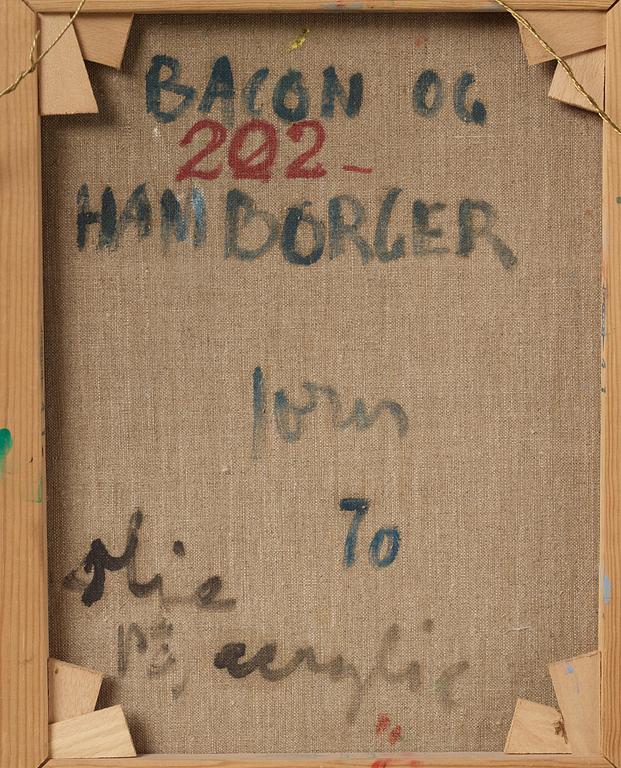 BACON OG
202-
HAMBORGER
Jorn
70
olie
på acrylic